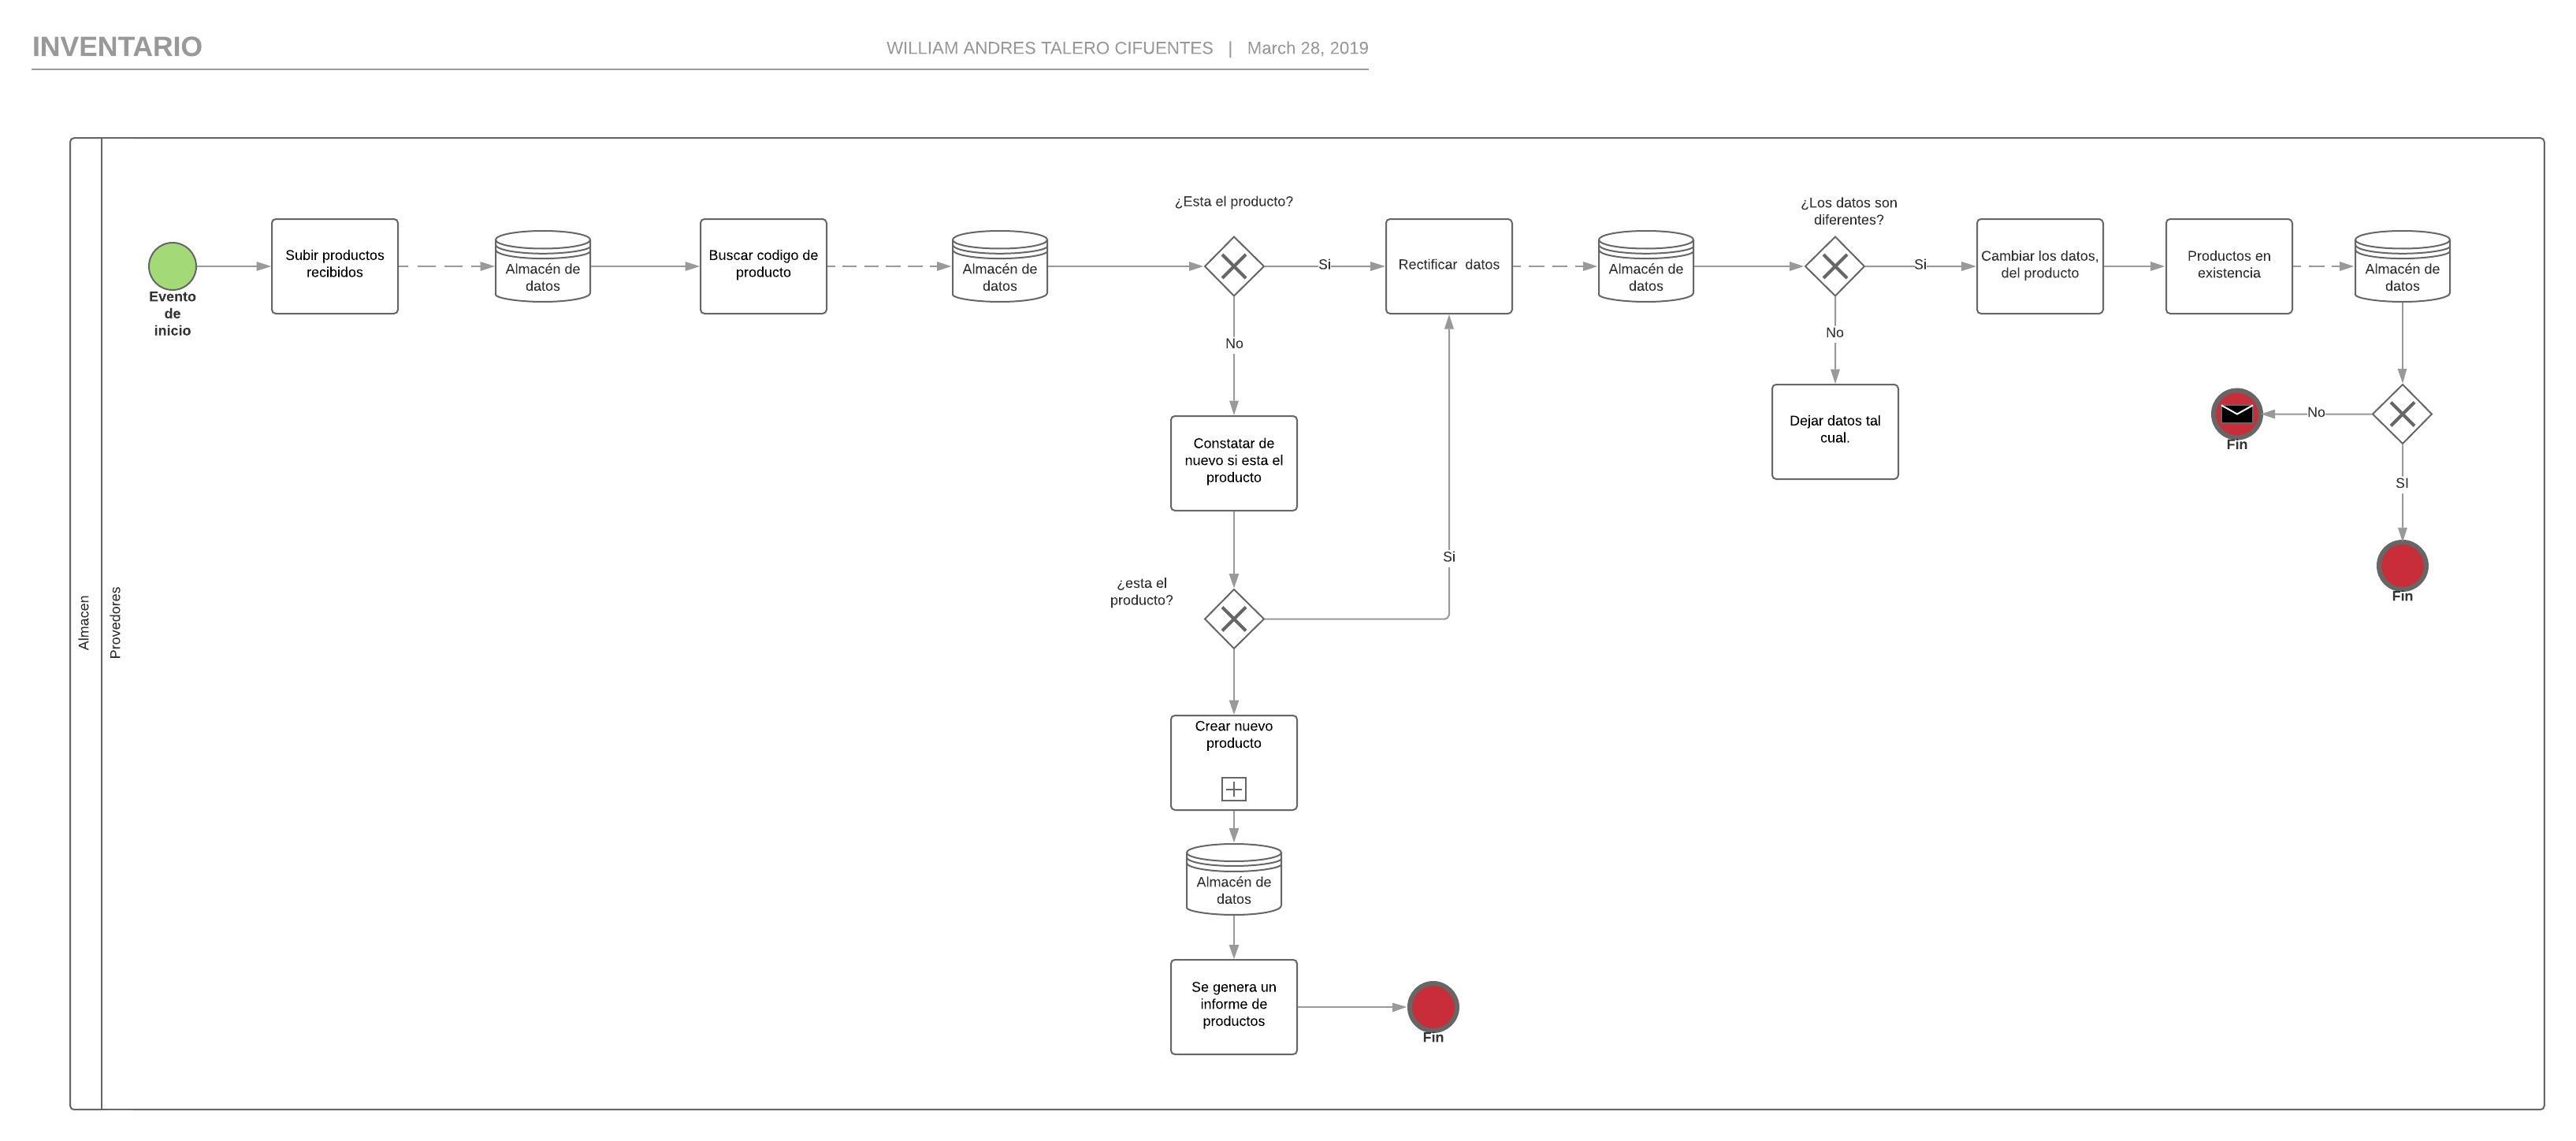 INVENTARIO
WILLIAM ANDRES TALERO CIFUENTES | March 28, 2019
Almacen
Provedores
Evento
de
inicio
Subir productos
recibidos
Almacén de
datos
Buscar codigo de
producto
Almacén de
datos
¿Esta el producto?
Si
No
Rectificar datos
Almacén de
datos
¿Los datos son
diferentes?
Si
No
Cambiar los datos,
del producto
Productos en
existencia
Almacén de
datos
Dejar datos tal
cual.
No
Fin
SI
Fin
Constatar de
nuevo si esta el
producto
¿esta el
producto?
Si
Crear nuevo
producto
Almacén de
datos
Se genera un
informe de
productos
Fin